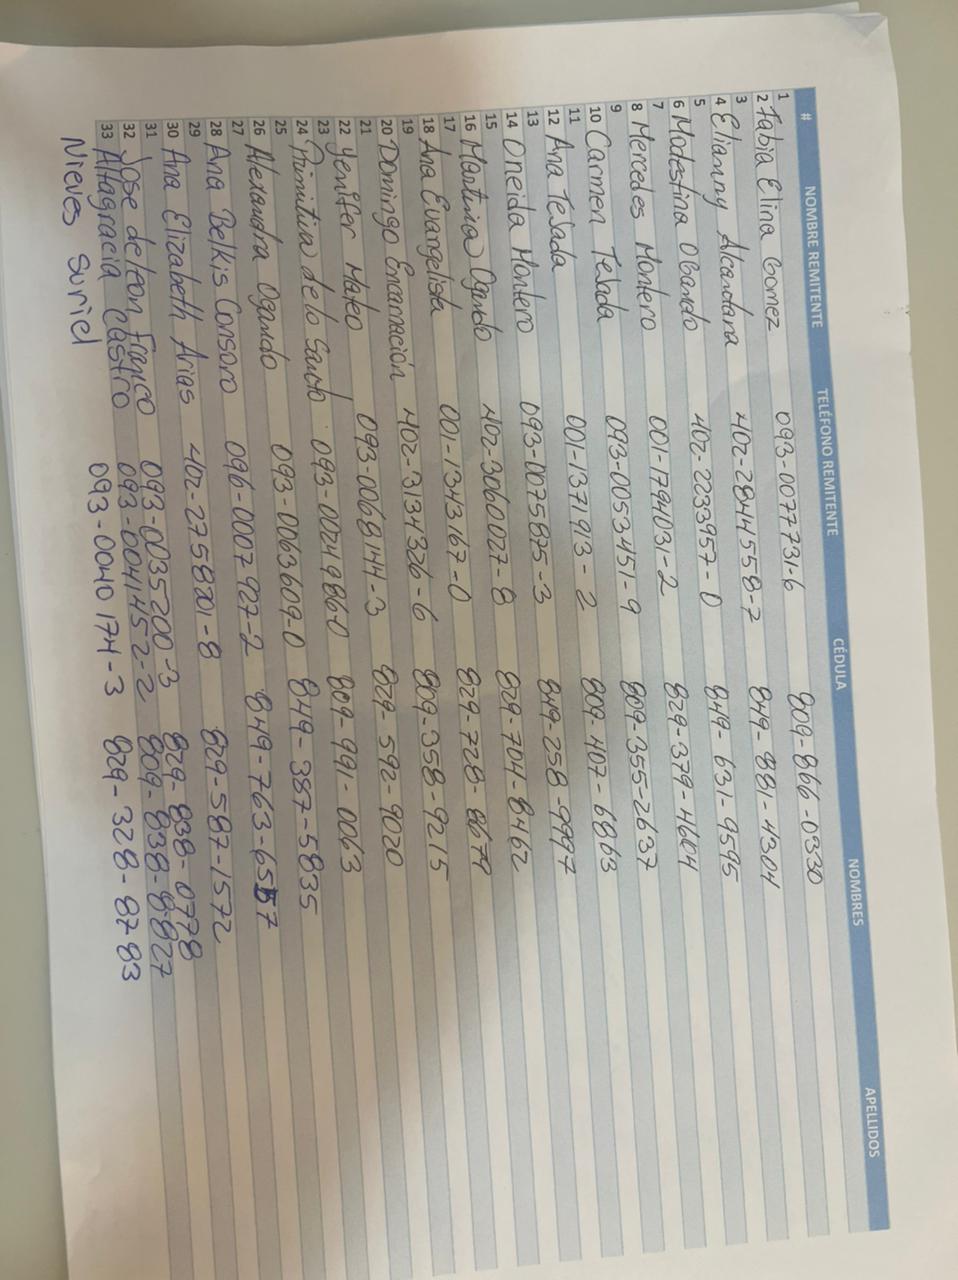 # NOMBRE REMITENTE TELÉFONO REMITENTE CÉDULA NOMBRES APELLIDOS
1
2 Fabia Elina Gomez 093-0077731-6 809-866-0330
3
4 Elianny Alcantara 402-2844558-7 849-881-4304
5
6 Modestina Obando 402-2233957-0 849-631-9595
7
8 Mercedes Montero 001-1794031-2 829-379-4604
9
10 Carmen Tejada 093-0053451-9 809-355-2637
11
12 Ana Tejada 001-1371913-2 809-407-6863
13
14 Oneida Montero 093-0075875-3 849-258-9997
15
16 Martina Ogando 402-3060027-8 829-704-8462
17
18 Ana Evangelista 001-1343167-0 829-728-8679
19
20 Domingo Encarnación 402-3134326-6 809-358-9215
21
22 Yenifer Mateo 093-0068144-3 829-592-9020
23
24 Primitiva de lo Santo 093-0024986-0 809-991-0063
25
26 Alexandra Ogando 093-0063609-0 849-387-5835
27
28 Ana Belkis Consoro 096-0007927-2 849-763-6557
29
30 Ana Elizabeth Arias 402-2758201-8 829-587-1572
31
32 Jose de leon Franco 093-0035200-3 829-838-0778
33 Altagracia Castro 093-0041452-2 809-838-8827
Nieves Suriel 093-0040174-3 829-328-8783